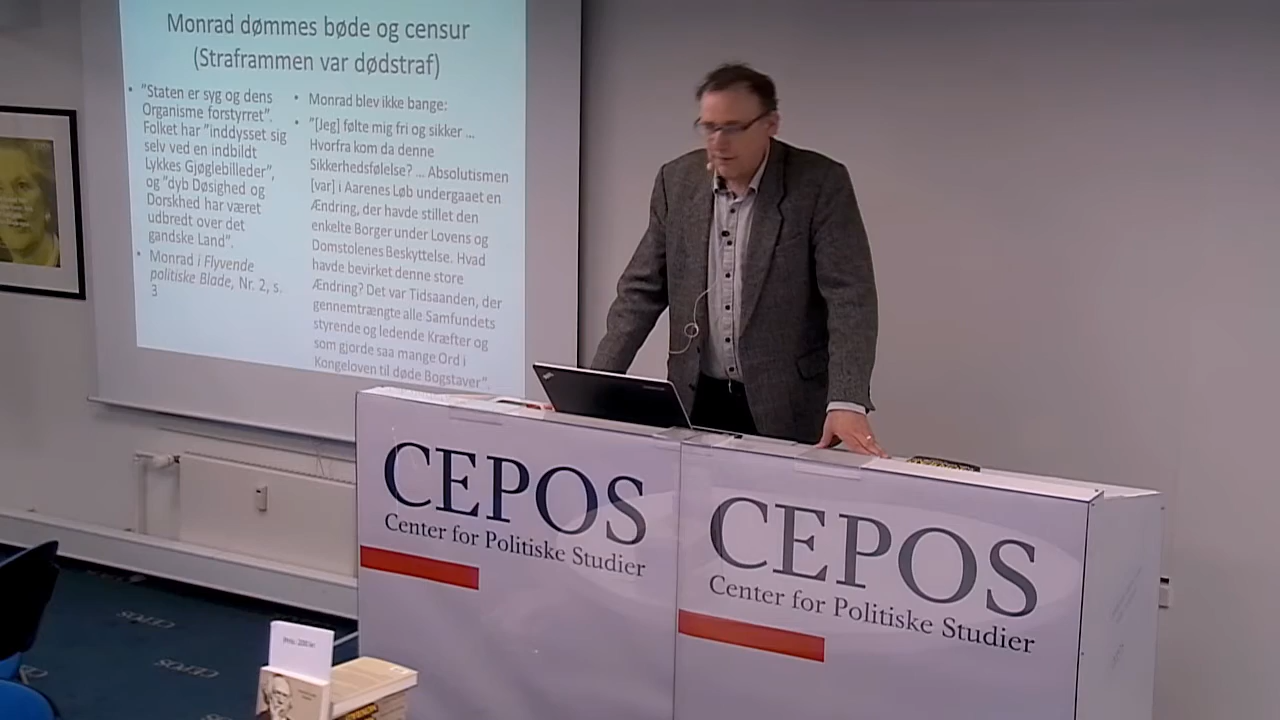 Monrad dømmes bøde og censur
(Straframmen var dødstraf)
• "Staten er syg og dens
Organisme forstyrret".
Folket har "inddysset sig
selv ved en indbildt
Lykkes Gjøglebilleder",
og "dyb Døsighed og
Dorskhed har været
udbredt over det
gandske Land".
• Monrad i Flyvende
politiske Blade, Nr. 2, s.
3
• Monrad blev ikke bange:
• "[Jeg] følte mig fri og sikker ...
Hvorfra kom da denne
Sikkerhedsfølelse? ... Absolutismen
[var] i Aarenes Løb undergaaet en
Ændring, der havde stillet den
enkelte Borger under Lovens og
Domstolenes Beskyttelse. Hvad
havde bevirket denne store
Ændring? Det var Tidsaanden, der
gennemtrængte alle Samfundets
styrende og ledende Kræfter og
som gjorde saa mange Ord i
Kongeloven til døde Bogstaver".
CEPOS
Center for Politiske Studier
CEPOS
Center for Politiske Studier
CEPOS
CEPOS